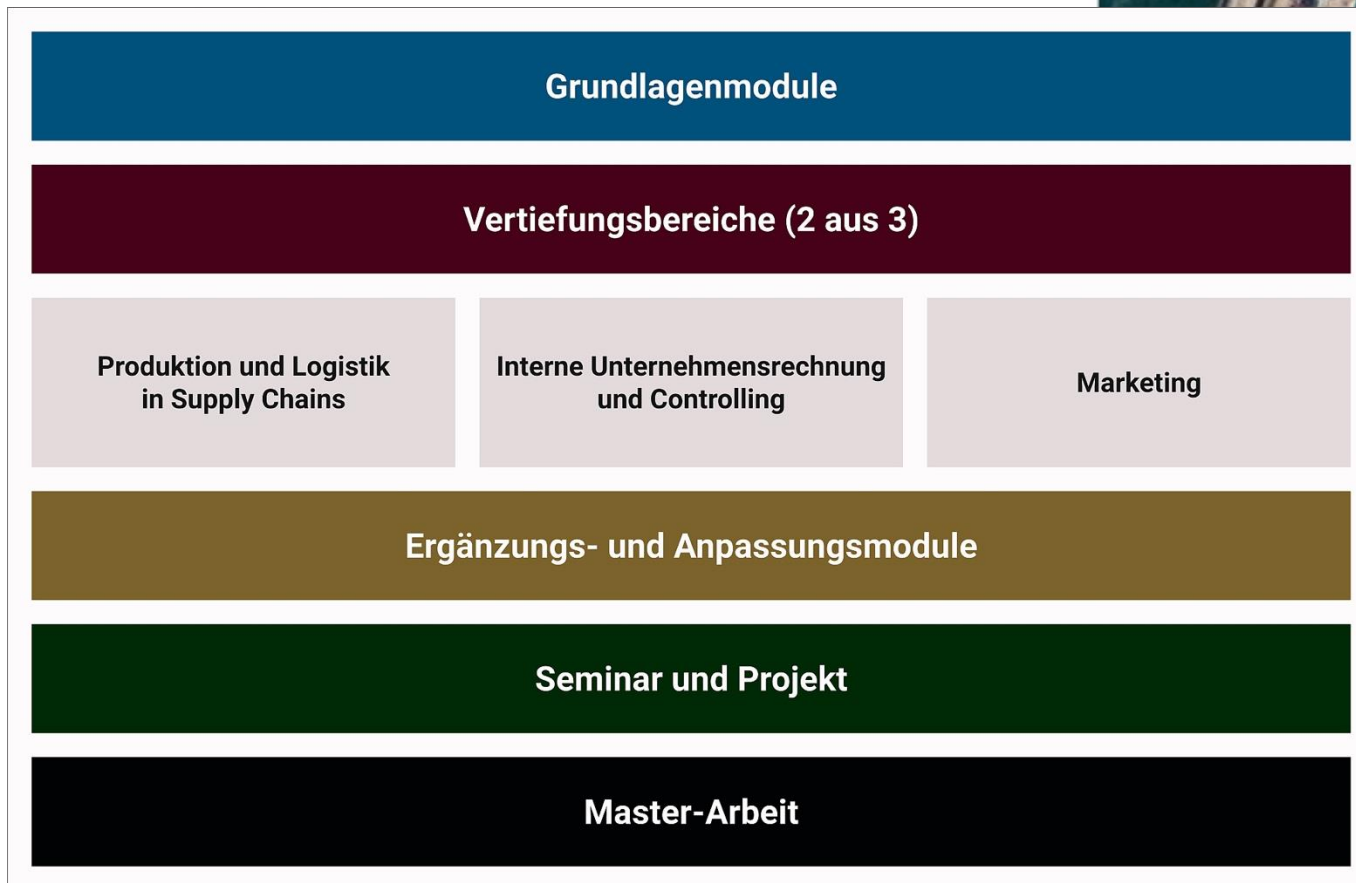 Grundlagenmodule
Vertiefungsbereiche (2 aus 3)
Produktion und Logistik
in Supply Chains
Interne Unternehmensrechnung
und Controlling
Marketing
Ergänzungs- und Anpassungsmodule
Seminar und Projekt
Master-Arbeit